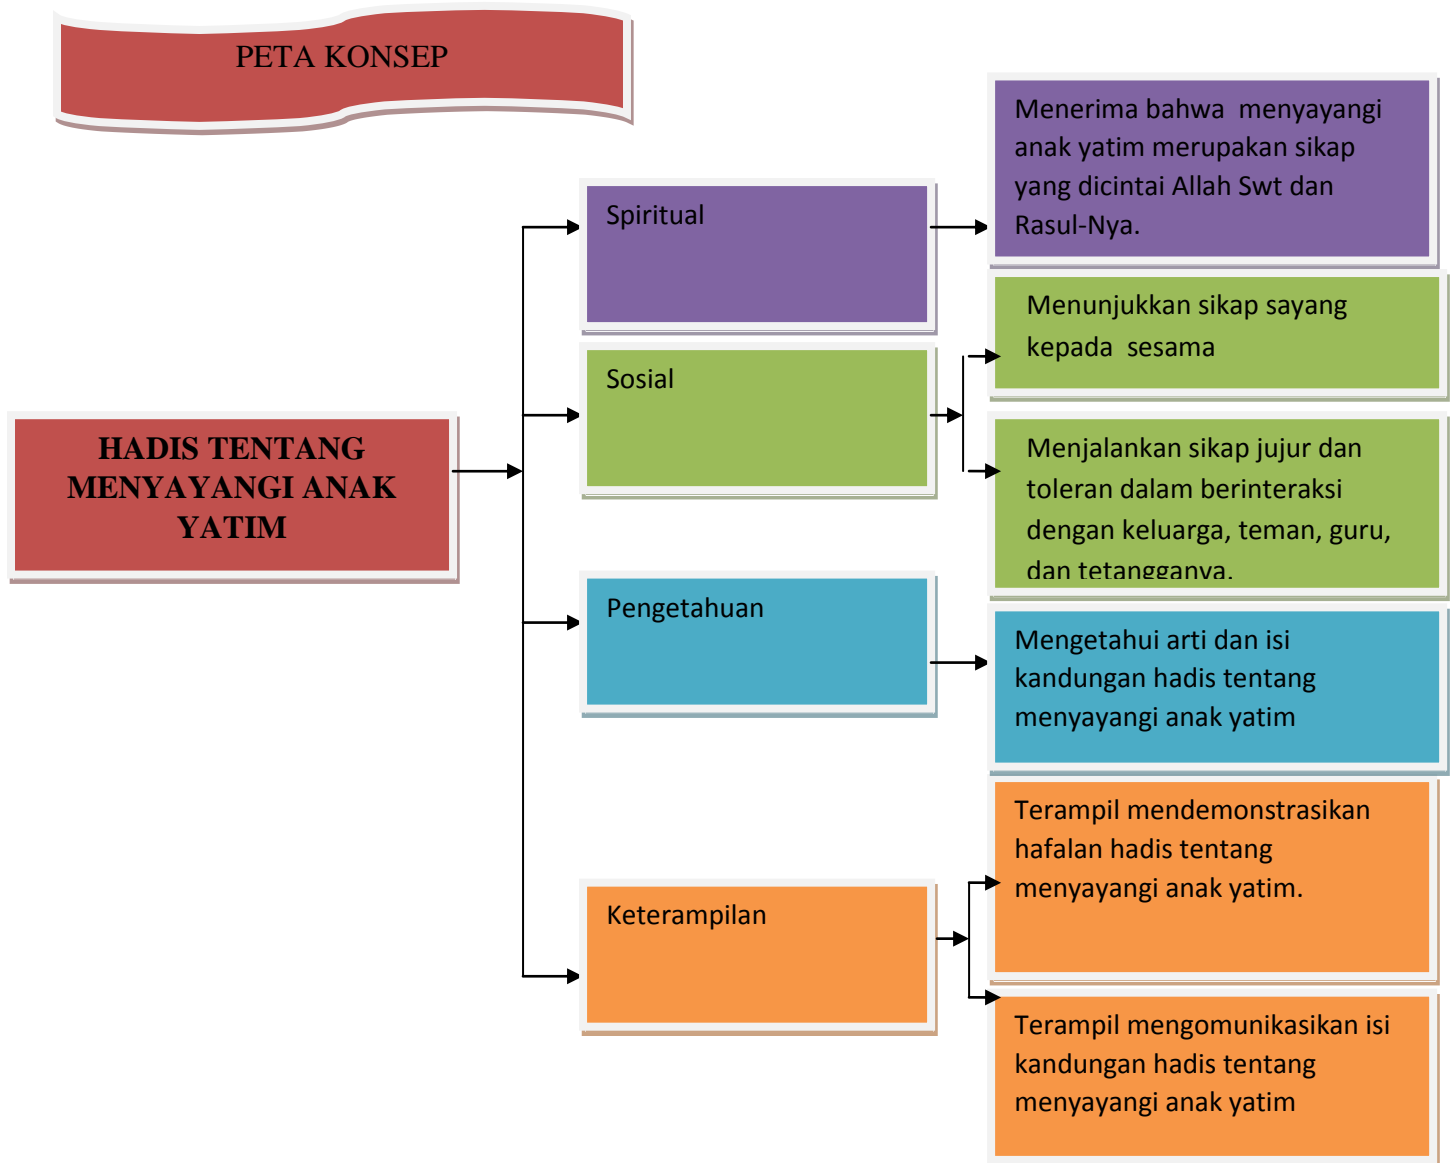 PETA KONSEP
Menerima bahwa menyayangi
anak yatim merupakan sikap
yang dicintai Allah Swt dan
Rasul-Nya.
Spiritual
Menunjukkan sikap sayang
kepada sesama
Sosial
HADIS TENTANG
MENYAYANGI ANAK
YATIM
Menjalankan sikap jujur dan
toleran dalam berinteraksi
dengan keluarga, teman, guru,
dan tetangganya.
Pengetahuan
Mengetahui arti dan isi
kandungan hadis tentang
menyayangi anak yatim
Keterampilan
Terampil mendemonstrasikan
hafalan hadis tentang
menyayangi anak yatim.
Terampil mengomunikasikan isi
kandungan hadis tentang
menyayangi anak yatim